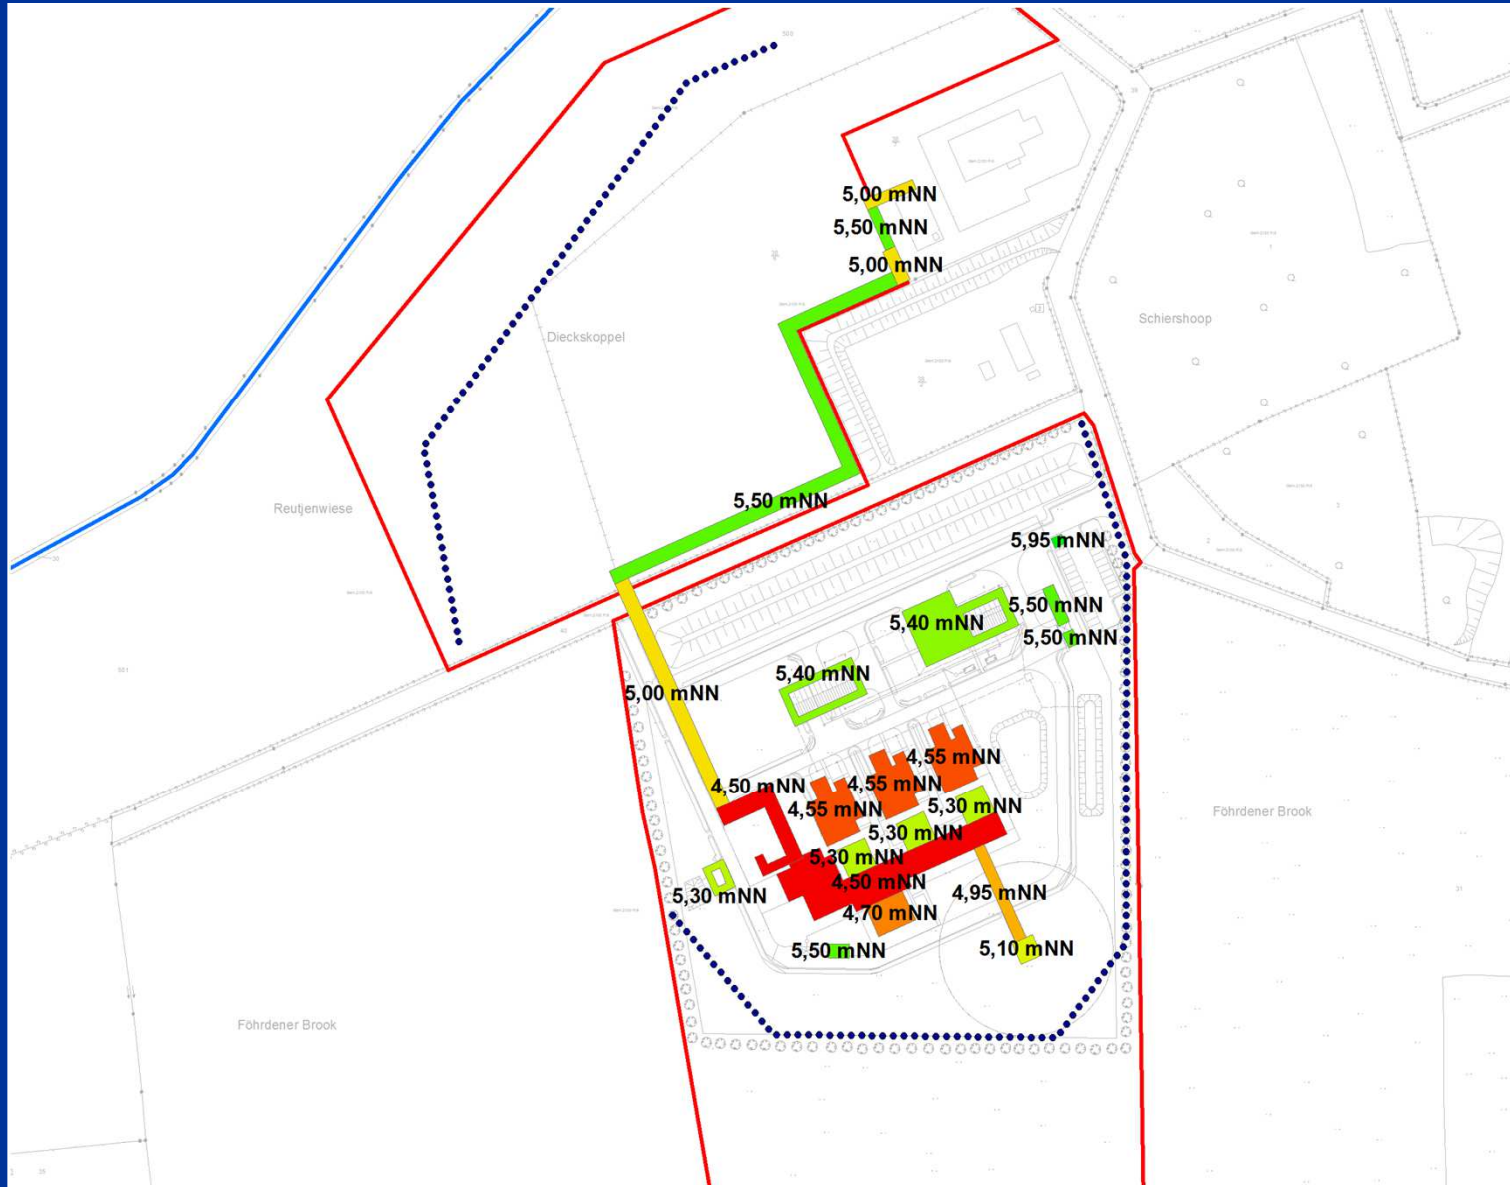 5,00 mNN
5,50 mNN
5,00 mNN
Schiershoop
Dieckskoppel
5,50 mNN
Reutjenwiese
5,95 mNN
5,50 mNN
5,40 mNN
5,50 mNN
5,40 mNN
5,00 mNN
4,55 mNN
4,50 mNN
4,55 mNN
4,55 mNN
5,30 mNN
Föhrdener Brook
5,30 mNN
5,30 mNN
4,50 mNN
5,30 mNN
4,95 mNN
4,70 mNN
5,50 mNN
5,10 mNN
Föhrdener Brook